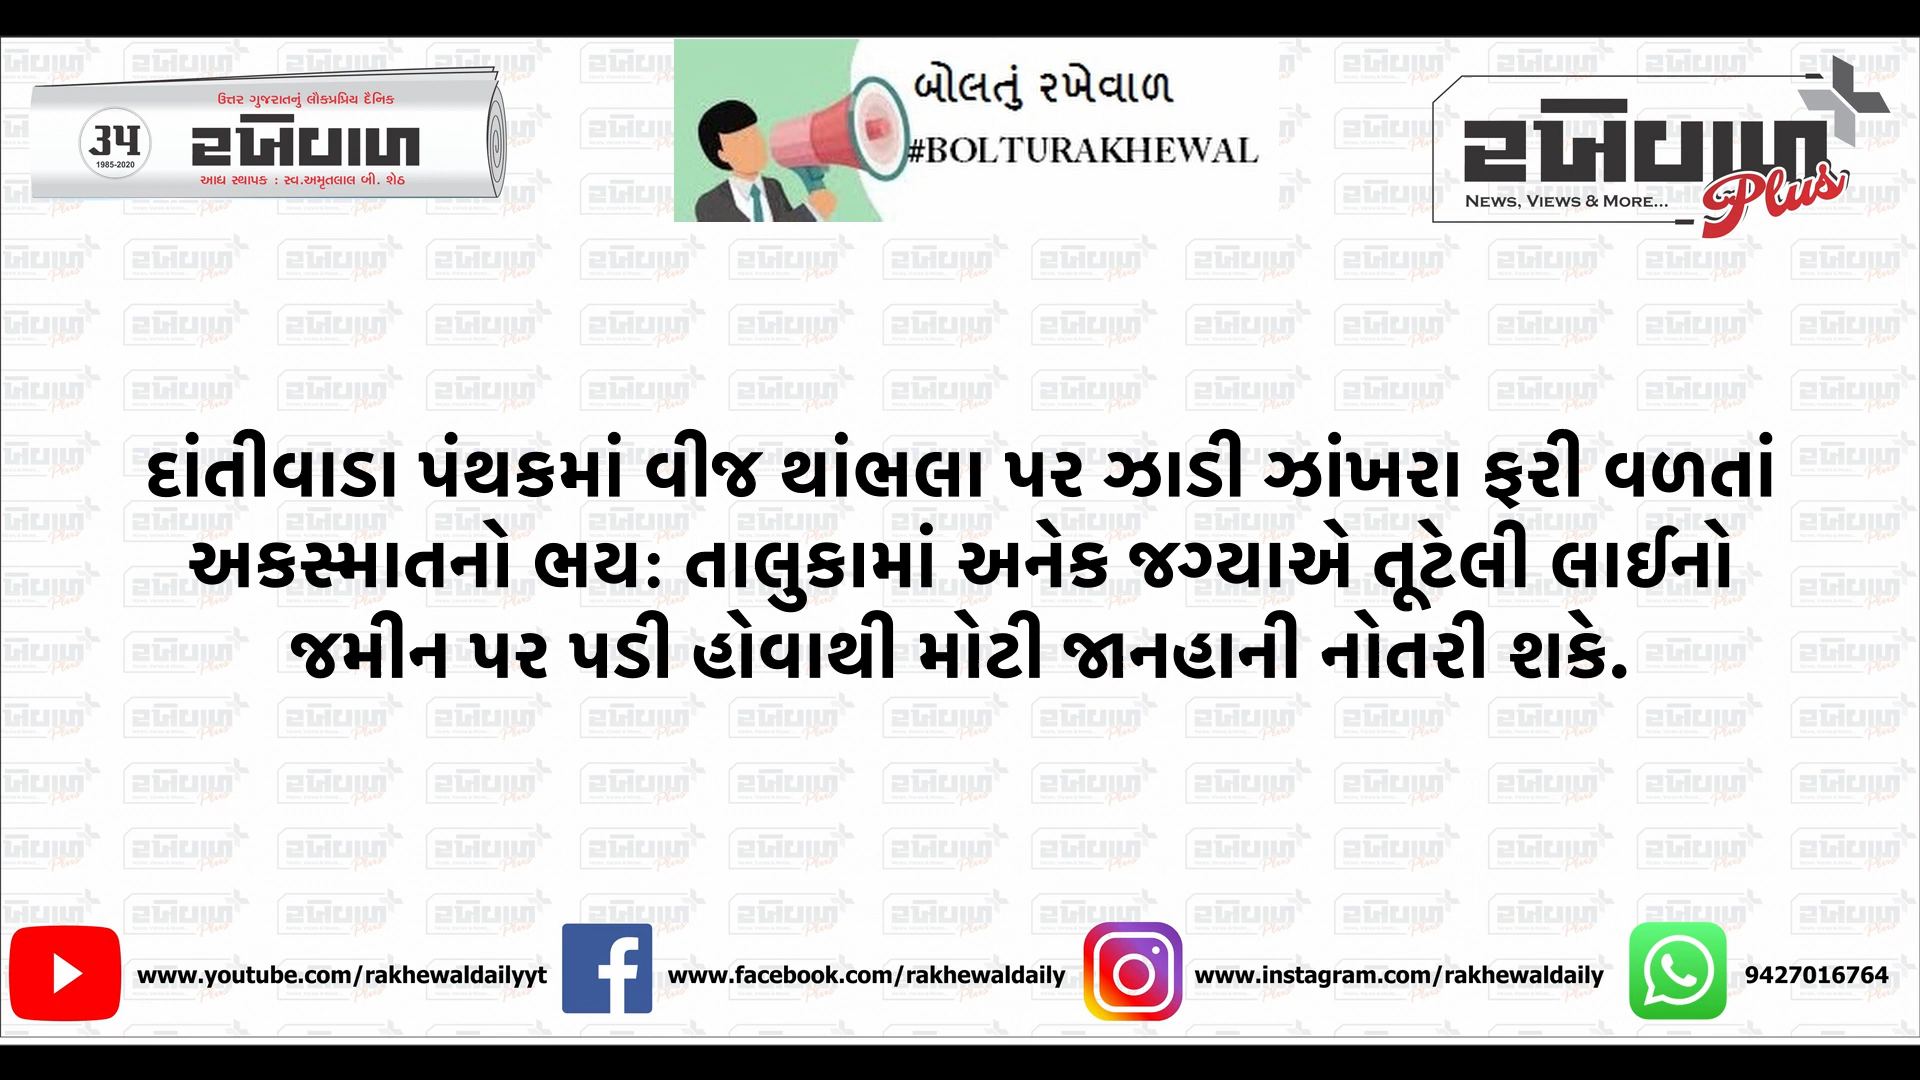 ઉત્તર ગુજરાતનું લોકપ્રપ્રિય દૈનિક
૩૫
1985-2020
રખેવાળ
આદ્ય સ્થાપક : સ્વ.અમૃતલાલ બી. શેઠ
બોલતું રખેવાળ
#BOLTURAKHEWAL
રખેવાળ
Plus
NEWS, VIEWS & MORE...
દાંતીવાડા પંથકમાં વીજ થાંભલા પર ઝાડી ઝાંખરા ફરી વળતાં
અકસ્માતનો ભયઃ તાલુકામાં અનેક જગ્યાએ તૂટેલી લાઈનો
જમીન પર પડી હોવાથી મોટી જાનહાની નોતરી શકે.
www.youtube.com/rakhewaldailyyt
www.facebook.com/rakhewaldaily
www.instagram.com/rakhewaldaily
9427016764